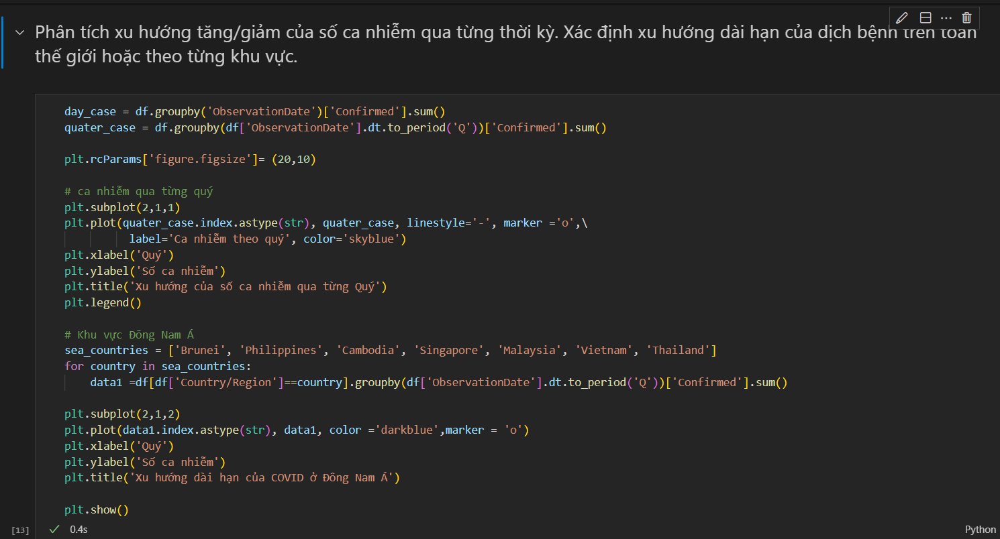 Phân tích xu hướng tăng/giảm của số ca nhiễm qua từng thời kỳ. Xác định xu hướng dài hạn của dịch bệnh trên toàn
thế giới hoặc theo từng khu vực.
day_case = df.groupby('ObservationDate')['Confirmed'].sum()
quater_case = df.groupby(df['ObservationDate'].dt.to_period('Q'))['Confirmed'].sum()
plt.rcParams['figure.figsize']= (20,10)
# ca nhiễm qua từng quý
plt.subplot(2,1,1)
plt.plot(quater_case.index.astype(str), quater_case, linestyle='-', marker ='o',\
label='Ca nhiễm theo quý', color='skyblue')
plt.xlabel('Quý')
plt.ylabel('Số ca nhiễm')
plt.title('Xu hướng của số ca nhiễm qua từng Quý')
plt.legend()
# Khu vực Đông Nam Á
sea_countries = ['Brunei', 'Philippines', 'Cambodia', 'Singapore', 'Malaysia', 'Vietnam', 'Thailand']
for country in sea_countries:
data1 =df[df['Country/Region']==country].groupby(df['ObservationDate'].dt.to_period('Q'))['Confirmed'].sum()
plt.subplot(2,1,2)
plt.plot(data1.index.astype(str), data1, color ='darkblue',marker = 'o')
plt.xlabel('Quý')
plt.ylabel('Số ca nhiễm')
plt.title('Xu hướng dài hạn của COVID ở Đông Nam Á')
plt.show()
[13] 0.4s Python